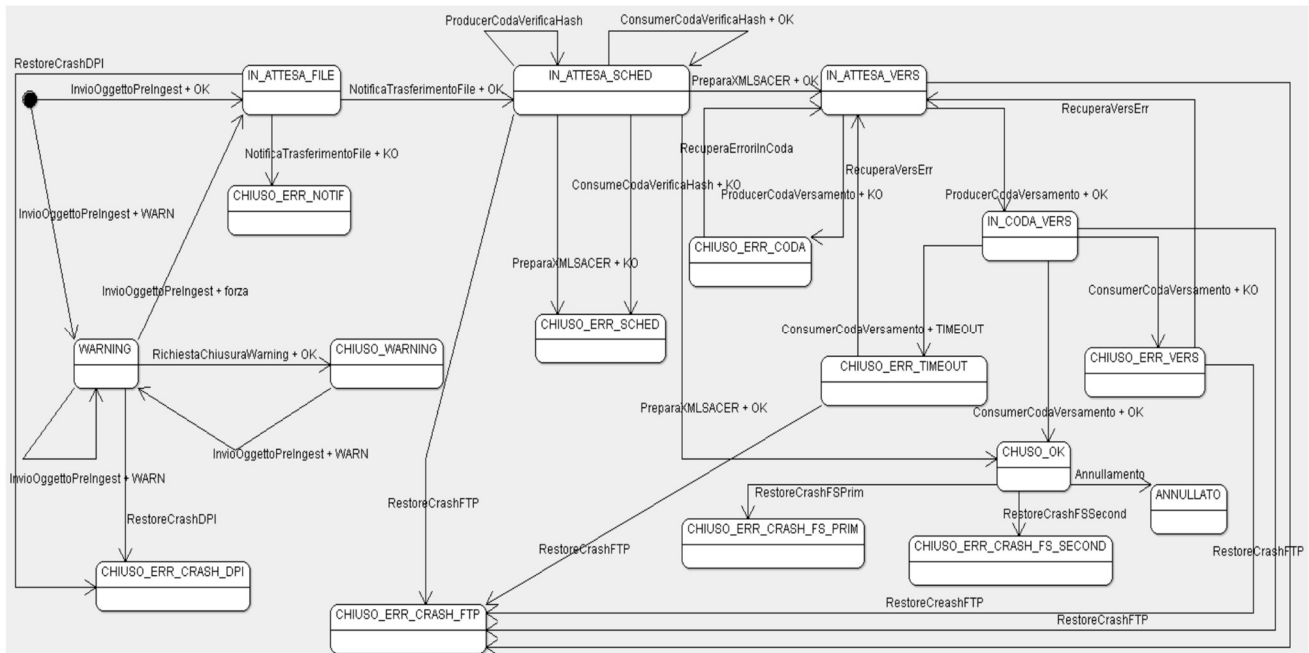 ProducerCodaVerificaHash
ConsumerCodaVerificaHash + OK
RestoreCrashDPI
IN_ATTESA_FILE
IN_ATTESA_SCHED
IN_ATTESA_VERS
InvioOggettoPreIngest + OK
NotificaTrasferimentoFile + OK
PreparaXMLSACER + OK
RecuperaVersErr
NotificaTrasferimentoFile + KO
RecuperaErroriInCoda
RecuperaVersErr
CHIUSO_ERR_NOTIF
ConsumeCodaVerificaHash + KO
ProducerCodaVersamento + KO
ProducerCodaVersamento + OK
InvioOggettoPreIngest + WARN
IN_CODA_VERS
CHIUSO_ERR_CODA
PreparaXMLSACER + KO
InvioOggettoPreIngest + forza
ConsumerCodaVersamento + KO
CHIUSO_ERR_SCHED
ConsumerCodaVersamento + TIMEOUT
WARNING
RichiestaChiusuraWarning + OK
CHIUSO_WARNING
CHIUSO_ERR_TIMEOUT
CHIUSO_ERR_VERS
PreparaXMLSACER + OK
ConsumerCodaVersamento + OK
InvioOggettoPreIngest + WARN
CHUSO_OK
InvioOggettoPreIngest + WARN
Annullamento
RestoreCrashFTP
RestoreCrashFSPrim
ANNULLATO
RestoreCrashDPI
RestoreCrashFSSecond
CHIUSO_ERR_CRASH_FS_PRIM
CHIUSO_ERR_CRASH_FS_SECOND
RestoreCrashFTP
RestoreCrashFTP
CHIUSO_ERR_CRASH_DPI
RestoreCreashFTP
CHIUSO_ERR_CRASH_FTP
RestoreCrashFTP